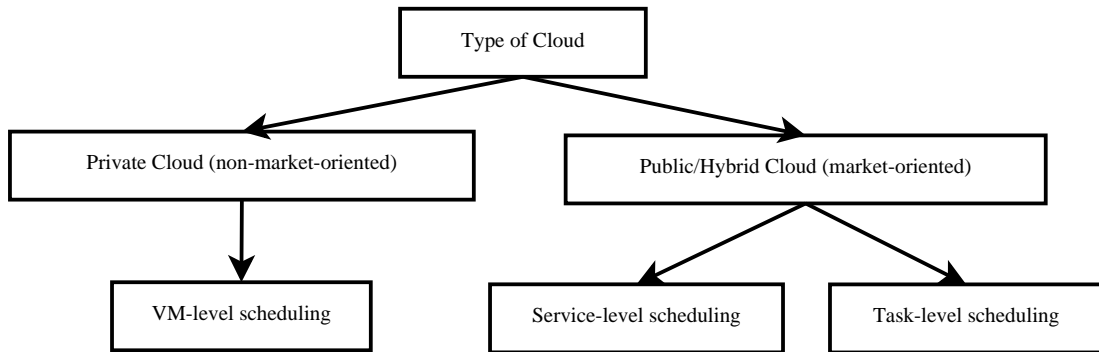 Type of Cloud
Private Cloud (non-market-oriented)
Public/Hybrid Cloud (market-oriented)
VM-level scheduling
Service-level scheduling
Task-level scheduling